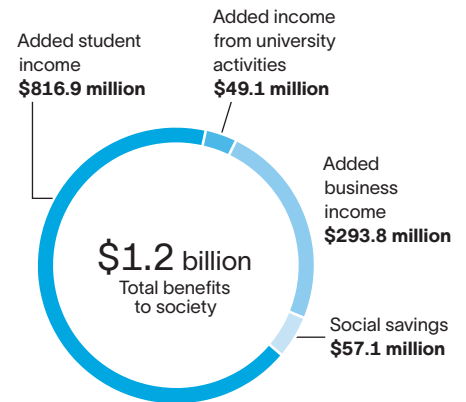 Added student
income
$816.9 million
Added income
from university
activities
$49.1 million
Added
business
income
$293.8 million
$1.2 billion
Total benefits
to society
Social savings
$57.1 million